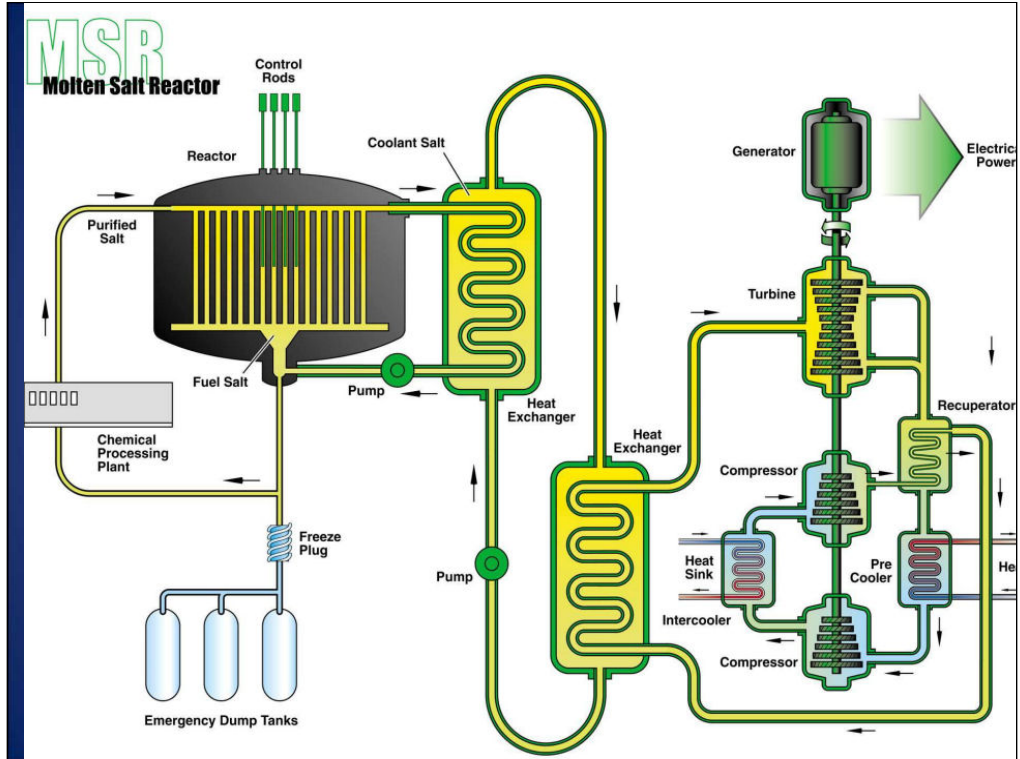 MSR
Molten Salt Reactor
Control
Rods
Reactor
Coolant Salt
Purified
Salt
Fuel Salt
Pump
Heat
Exchanger
Chemical
Processing
Plant
Freeze
Plug
Emergency Dump Tanks
Pump
Heat
Exchanger
Generator
Electrica
Power
Turbine
Recuperator
Compressor
Heat
Sink
Pre
Cooler
He
Intercooler
Compressor